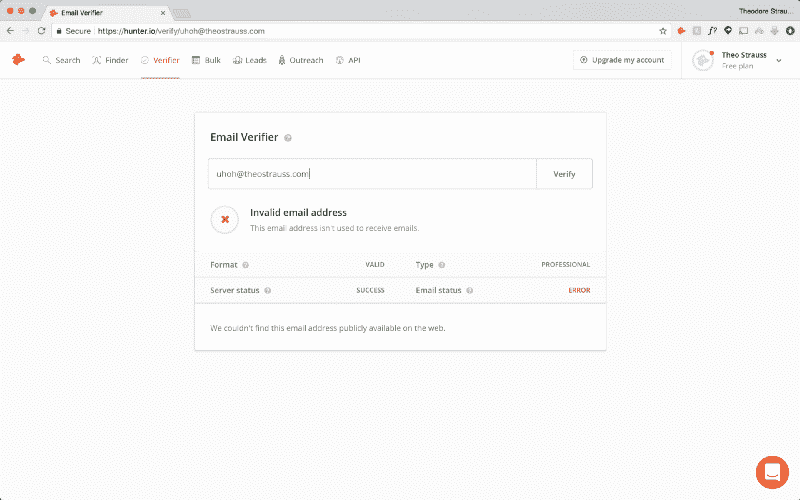 Email Verifier
Theodore Strau...
Secure https://hunter.io/verify/uhoh@theostrauss.com
f?
Search Finder Verifier Bulk Leads Outreach API Upgrade my account Theo Strauss
Free plan
Email Verifier ?
uhoh@theostrauss.com Verify
Invalid email address
This email address isn't used to receive emails.
Format ? VALID Type ? PROFESSIONAL
Server status ? SUCCESS Email status ? ERROR
We couldn't find this email address publicly available on the web.